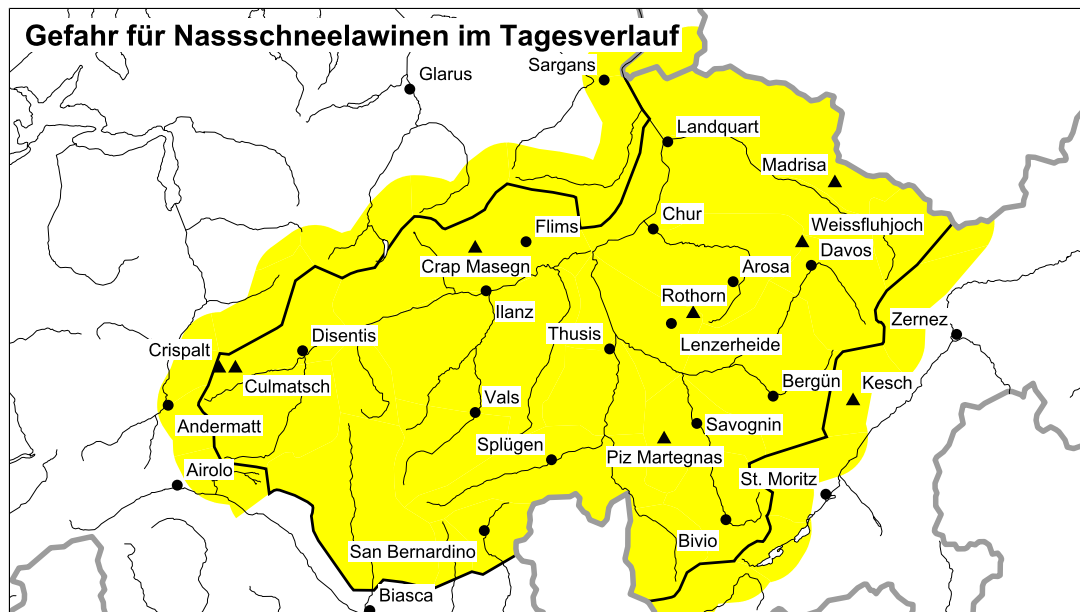 Gefahr für Nassschneelawinen im Tagesverlauf
Glarus
Sargans
Landquart
Madrisa
Chur
Flims
Weissfluhjoch
Davos
Crap Masegn
Arosa
Rothorn
Ilanz
Zernez
Disentis
Thusis
Lenzerheide
Crispalt
Culmatsch
Bergün
Kesch
Vals
Andermatt
Savognin
Splügen
Piz Martegnas
Airolo
St. Moritz
Bivio
San Bernardino
Biasca